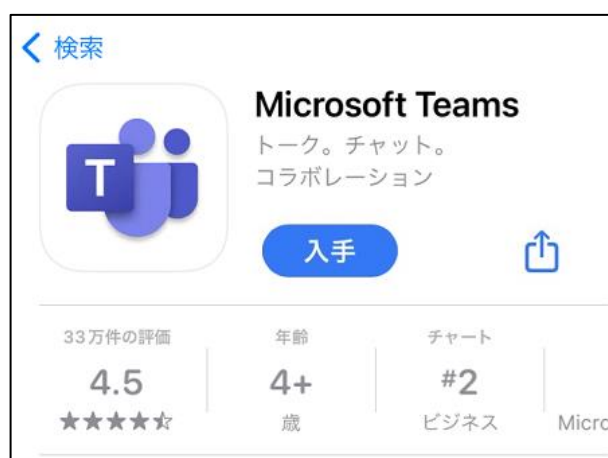 検索
Microsoft Teams
トーク。チャット。
コラボレーション
T
入手
33万件の評価
年齢
チャート
4.5
4+
#2
歳
ビジネス
Micro